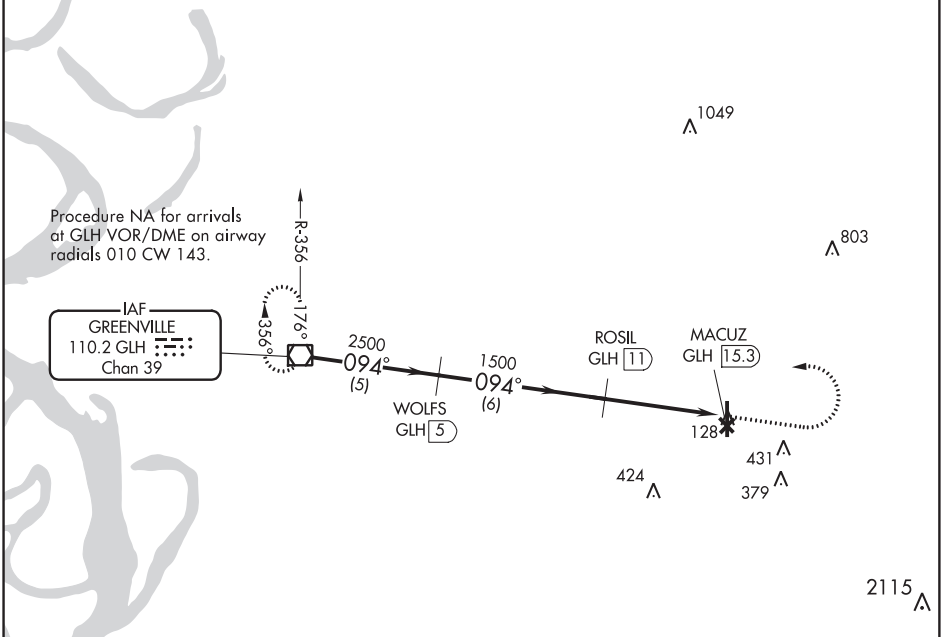 1049
Procedure NA for arrivals
at GLH VOR/DME on airway
radials 010 CW 143.
R-356
803
IAF
GREENVILLE
110.2 GLH
Chan 39
356°
176°
2500
094°
(5)
WOLFS
GLH 5
1500
094°
(6)
ROSIL
GLH 11
MACUZ
GLH 15.3
128
431
424
379
2115